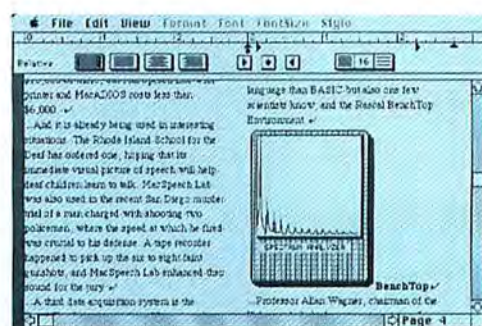 File Edit View Format Font FontSize Style
Relative
16
printer and MacADIOS costs less than
$6,000.
...And it is already being used in interesting
situations. The Rhode Island School for the
Deaf has ordered one, hoping that its
immediate visual picture of speech will help
deaf children learn to talk. MacSpeech Lab
was also used in the recent San Diego murder
trial of a man charged with shooting two
policemen, where the speed at which he fired
was crucial to his defense. A tape recorder
happened to pick up the six to eight faint
gunshots, and MacSpeech Lab enhanced the
sound for the jury
...A third data acquisition system is the
language than BASIC but also one few
scientists know, and the Rascal BenchTop
Environment
SPECTRUM ANALYZER
BenchTop
...Professor Allan Wagner, chairman of the
Page 4